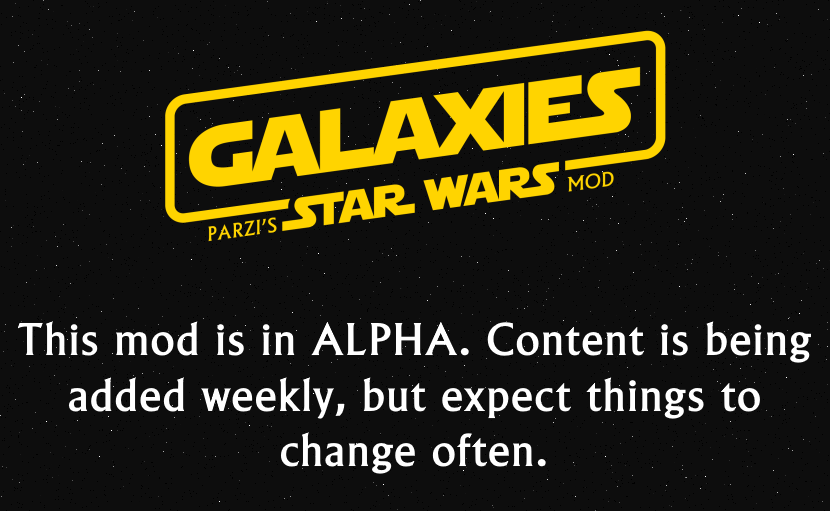 GALAXIES
PARZI'S STAR WARS MOD
This mod is in ALPHA. Content is being
added weekly, but expect things to
change often.